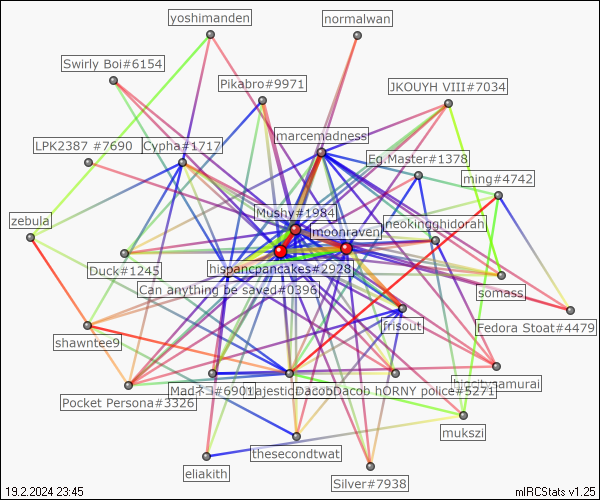 yoshimanden
normalwan
Swirly Boi#6154
Pikabro#9971
JKOUYH VIII#7034
marcemadness
LPK2387 #7690
Cypha#1717
Eg.Master#1378
ming#4742
Mushy#1984
zebula
neokingghidorah
moonraven
Duck#1245
hispancpancakes#2928
Can anything be saved#0396
somass
frisout
Fedora Stoat#4479
shawntee9
Pocket Persona#3326
Madネコ#6901
DacobDacob hORNY police#5271
mukszi
thesecondtwat
eliakith
Silver#7938
19.2.2024 23:45
mIRCStats v1.25